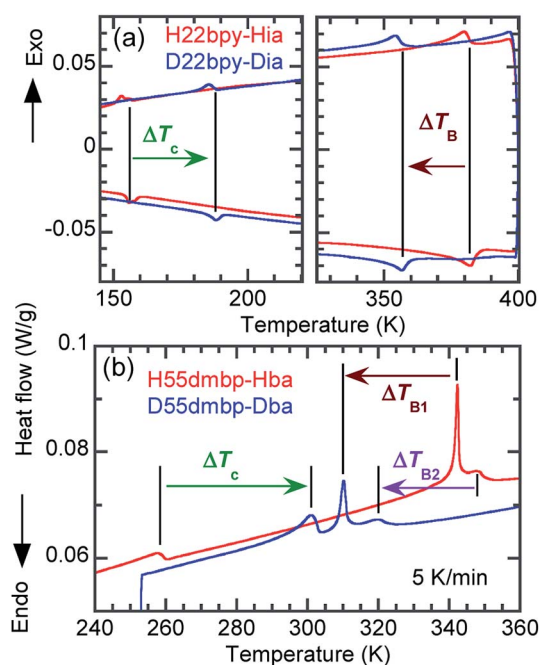 (a)
H22bpy-Hia
D22bpy-Dia
Exo
0.05
0
-0.05
ΔTc
ΔTB
150
200
350
400
Temperature (K)
Heat flow (W/g)
0.1
0.08
0.06
(b)
H55dmbp-Hba
D55dmbp-Dba
ΔTB1
ΔTc
ΔTB2
5 K/min
Endo
240
260
280
300
320
340
360
Temperature (K)